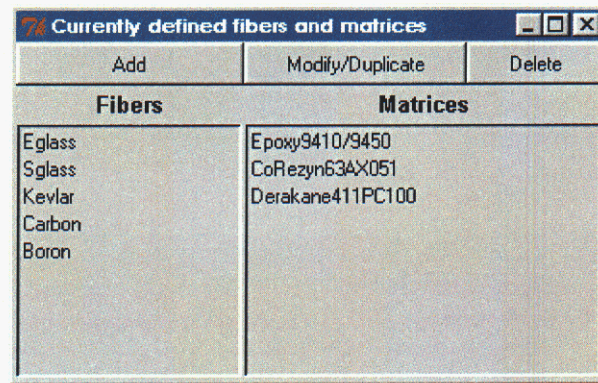 7k Currently defined fibers and matrices
Add Modify/Duplicate Delete
Fibers Matrices
Eglass Epoxy9410/9450
Sglass CoRezyn63AX051
Kevlar Derakane411PC100
Carbon
Boron